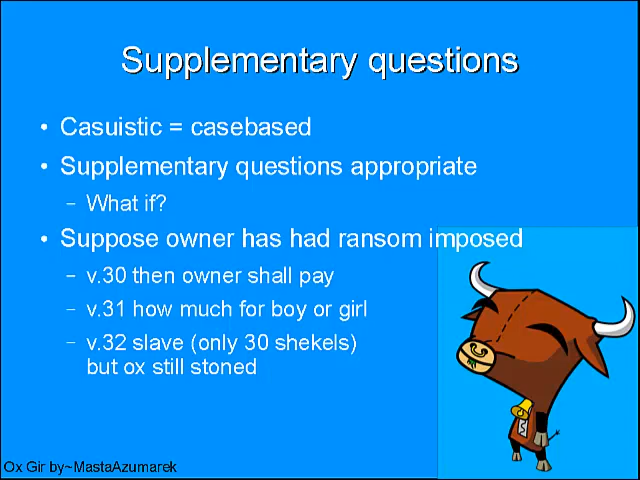 Supplementary questions
• Casuistic = casebased
• Supplementary questions appropriate
– What if?
• Suppose owner has had ransom imposed
– v.30 then owner shall pay
– v.31 how much for boy or girl
– v.32 slave (only 30 shekels)
but ox still stoned
Ox Gir by~MastaAzumarek